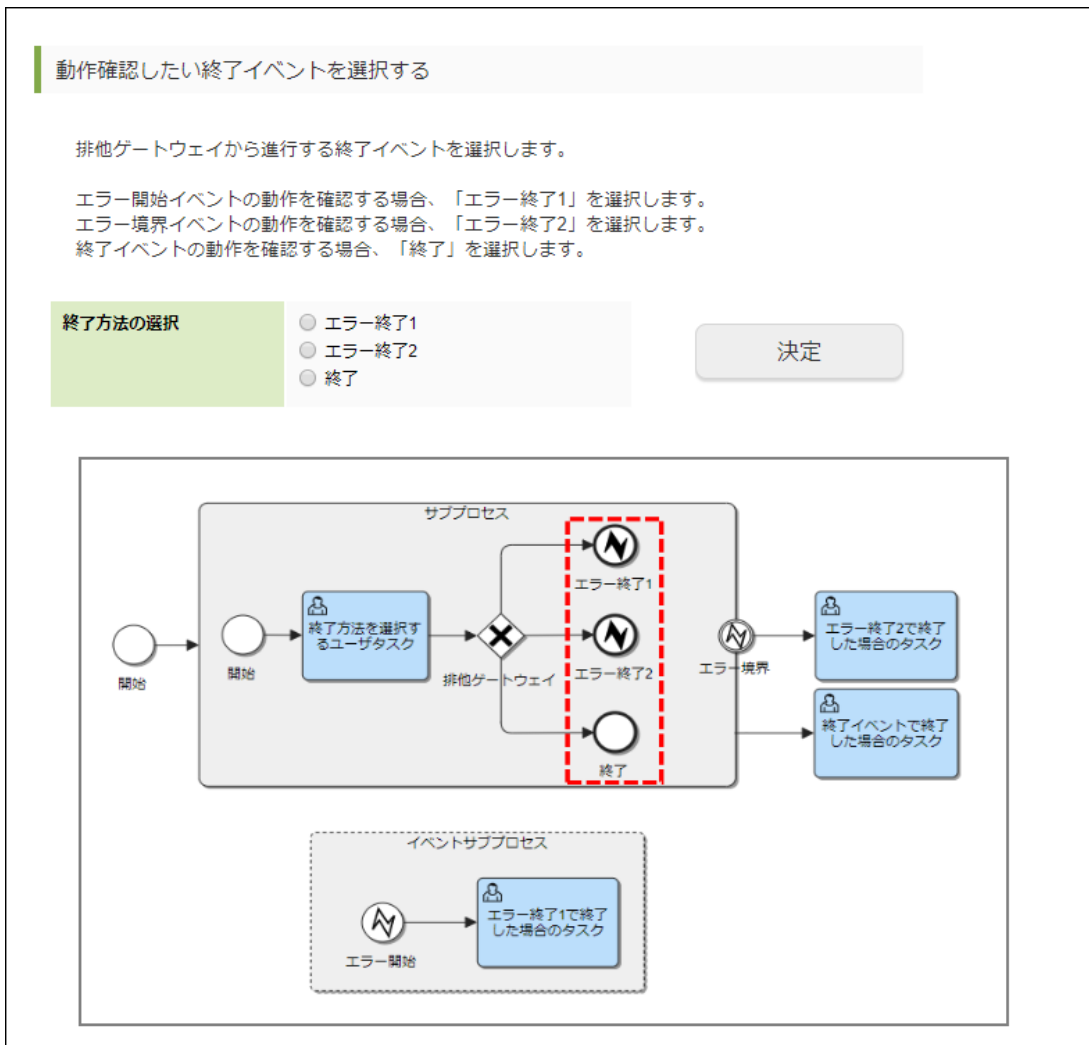 動作確認したい終了イベントを選択する
排他ゲートウェイから進行する終了イベントを選択します。
エラー開始イベントの動作を確認する場合、「エラー終了1」を選択します。
エラー境界イベントの動作を確認する場合、「エラー終了2」を選択します。
終了イベントの動作を確認する場合、「終了」を選択します。
終了方法の選択
エラー終了1
エラー終了2
終了
決定
サブプロセス
開始
開始
終了方法を選択す
るユーザタスク
排他ゲートウェイ
エラー終了1
エラー終了2
終了
エラー境界
エラー終了2で終了
した場合のタスク
終了イベントで終了
した場合のタスク
イベントサブプロセス
エラー開始
エラー終了1で終了
した場合のタスク